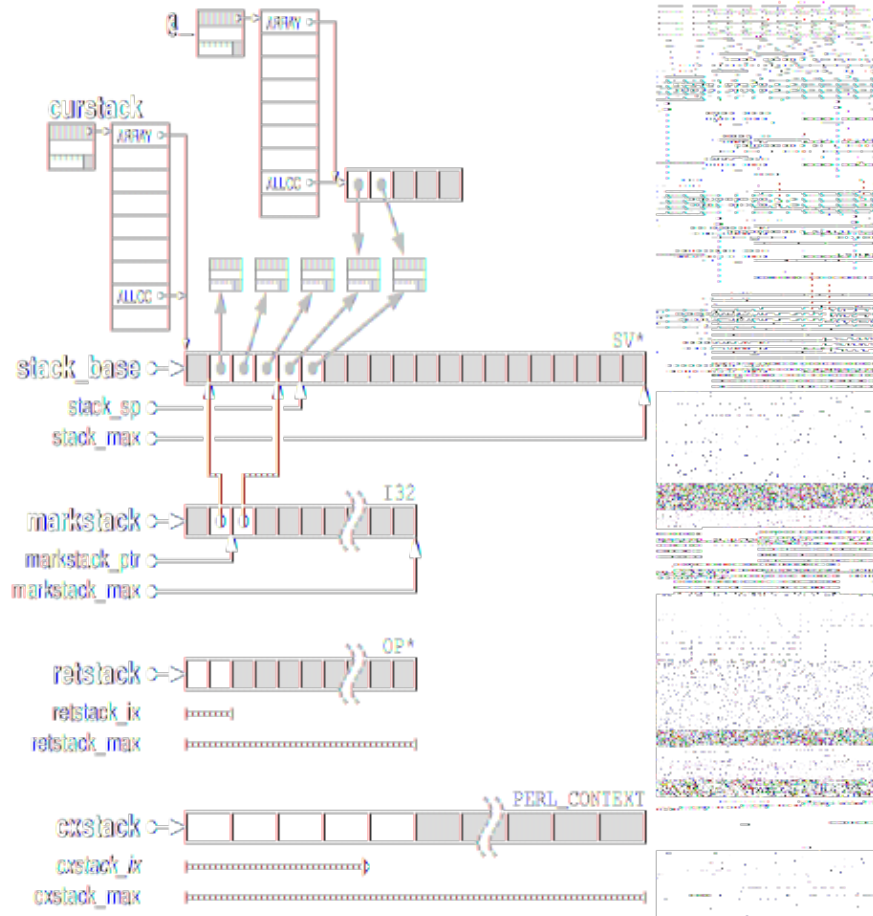 a
ARRAY
curstack
ARRAY
ALLOC
ALLOC
SV*
stack_base
stack_sp
stack_max
I32
markstack
markstack_ptr
markstack_max
OP*
retstack
retstack_ix
retstack_max
PERL_CONTEXT
cxstack
cxstack_ix
cxstack_max